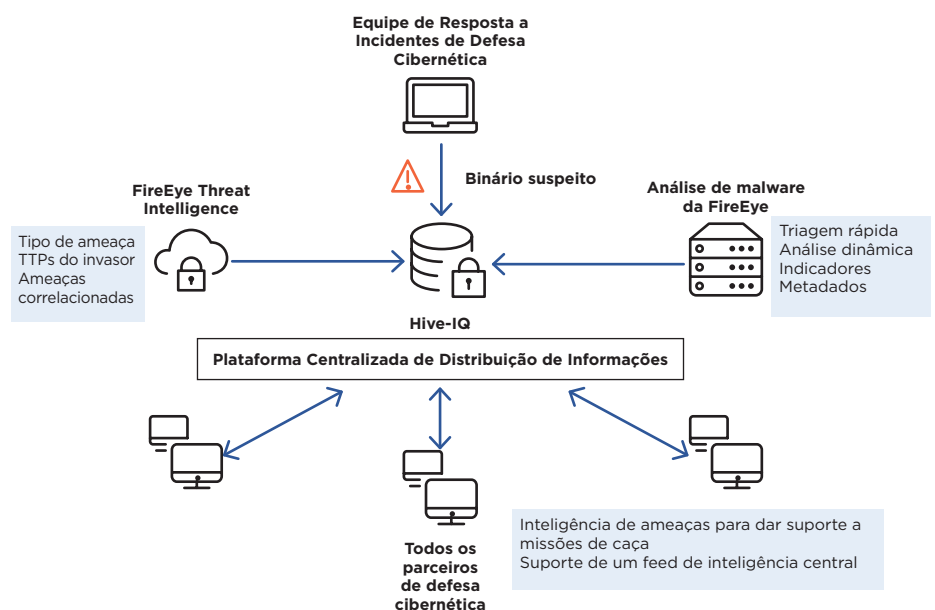 Equipe de Resposta a
Incidentes de Defesa
Cibernética
Binário suspeito
FireEye Threat
Intelligence
Tipo de ameaça
TTPs do invasor
Ameaças
correlacionadas
Análise de malware
da FireEye
Triagem rápida
Análise dinâmica
Indicadores
Metadados
Hive-IQ
Plataforma Centralizada de Distribuição de Informações
Todos os
parceiros
de defesa
cibernética
Inteligência de ameaças para dar suporte a
missões de caça
Suporte de um feed de inteligência central